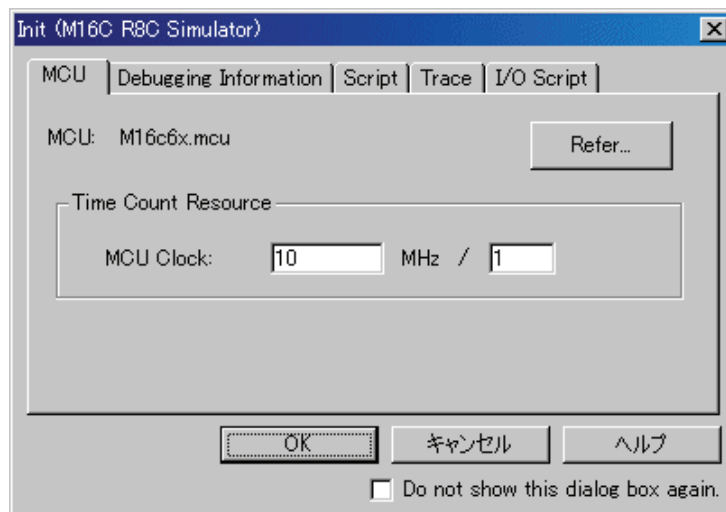 Init (M16C R8C Simulator)
MCU Debugging Information Script Trace I/O Script
MCU: M16c6x.mcu Refer...
Time Count Resource
MCU Clock: 10 MHz / 1
OK キャンセル ヘルプ
Do not show this dialog box again.